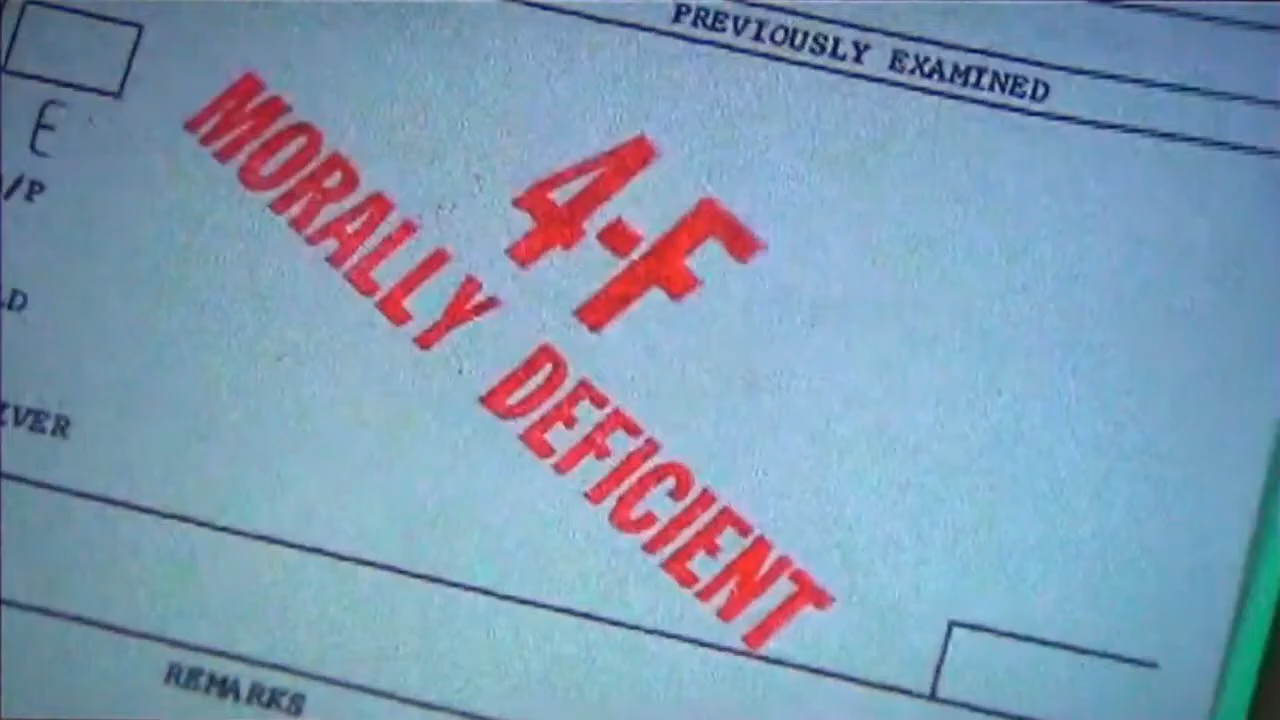 PREVIOUSLY EXAMINED
E
/P
4-F
MORALLY DEFICIENT
REMARKS